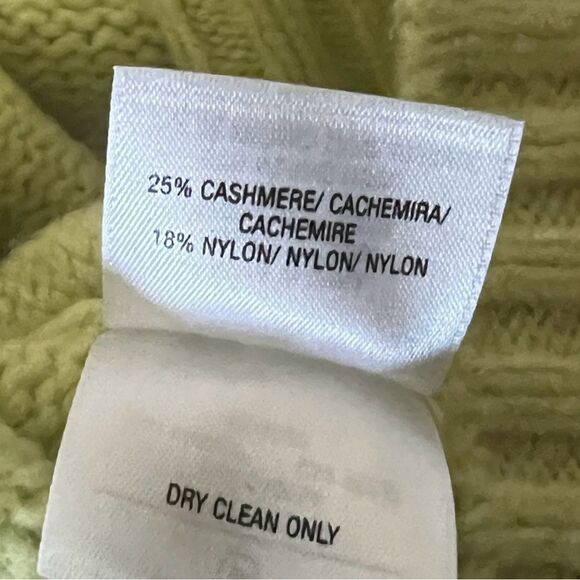 25% CASHMERE/ CACHEMIRA/
CACHEMIRE
18% NYLON/ NYLON/ NYLON
DRY CLEAN ONLY